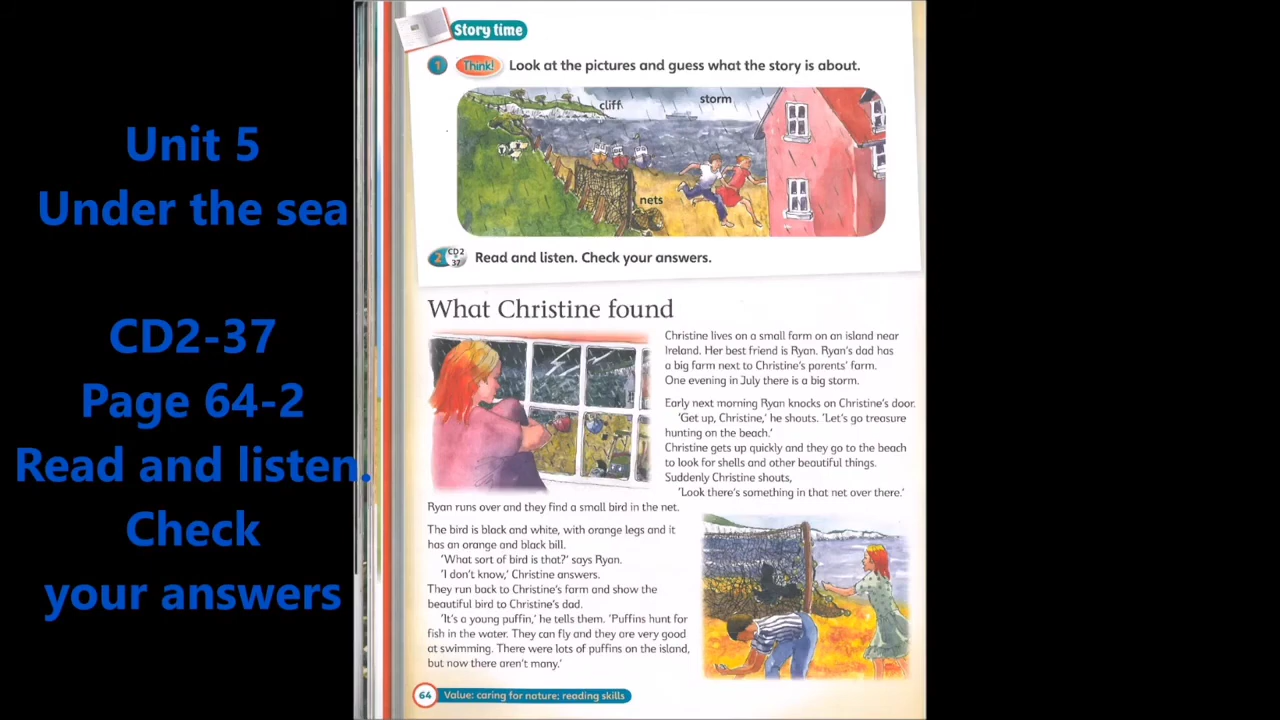 Unit 5
Under the sea
CD2-37
Page 64-2
Read and listen.
Check
your answers
Story time
1 Think! Look at the pictures and guess what the story is about.
cliff
storm
nets
2 CD2 37 Read and listen. Check your answers.
What Christine found
Christine lives on a small farm on an island near
Ireland. Her best friend is Ryan. Ryan's dad has
a big farm next to Christine's parents' farm.
One evening in July there is a big storm.
Early next morning Ryan knocks on Christine's door.
'Get up, Christine,' he shouts. 'Let's go treasure
hunting on the beach.'
Christine gets up quickly and they go to the beach
to look for shells and other beautiful things.
Suddenly Christine shouts,
'Look there's something in that net over there.'
Ryan runs over and they find a small bird in the net.
The bird is black and white, with orange legs and it
has an orange and black bill.
'What sort of bird is that?' says Ryan.
'I don't know,' Christine answers.
They run back to Christine's farm and show the
beautiful bird to Christine's dad.
'It's a young puffin,' he tells them. 'Puffins hunt for
fish in the water. They can fly and they are very good
at swimming. There were lots of puffins on the island,
but now there aren't many.'
64 Value: caring for nature; reading skills